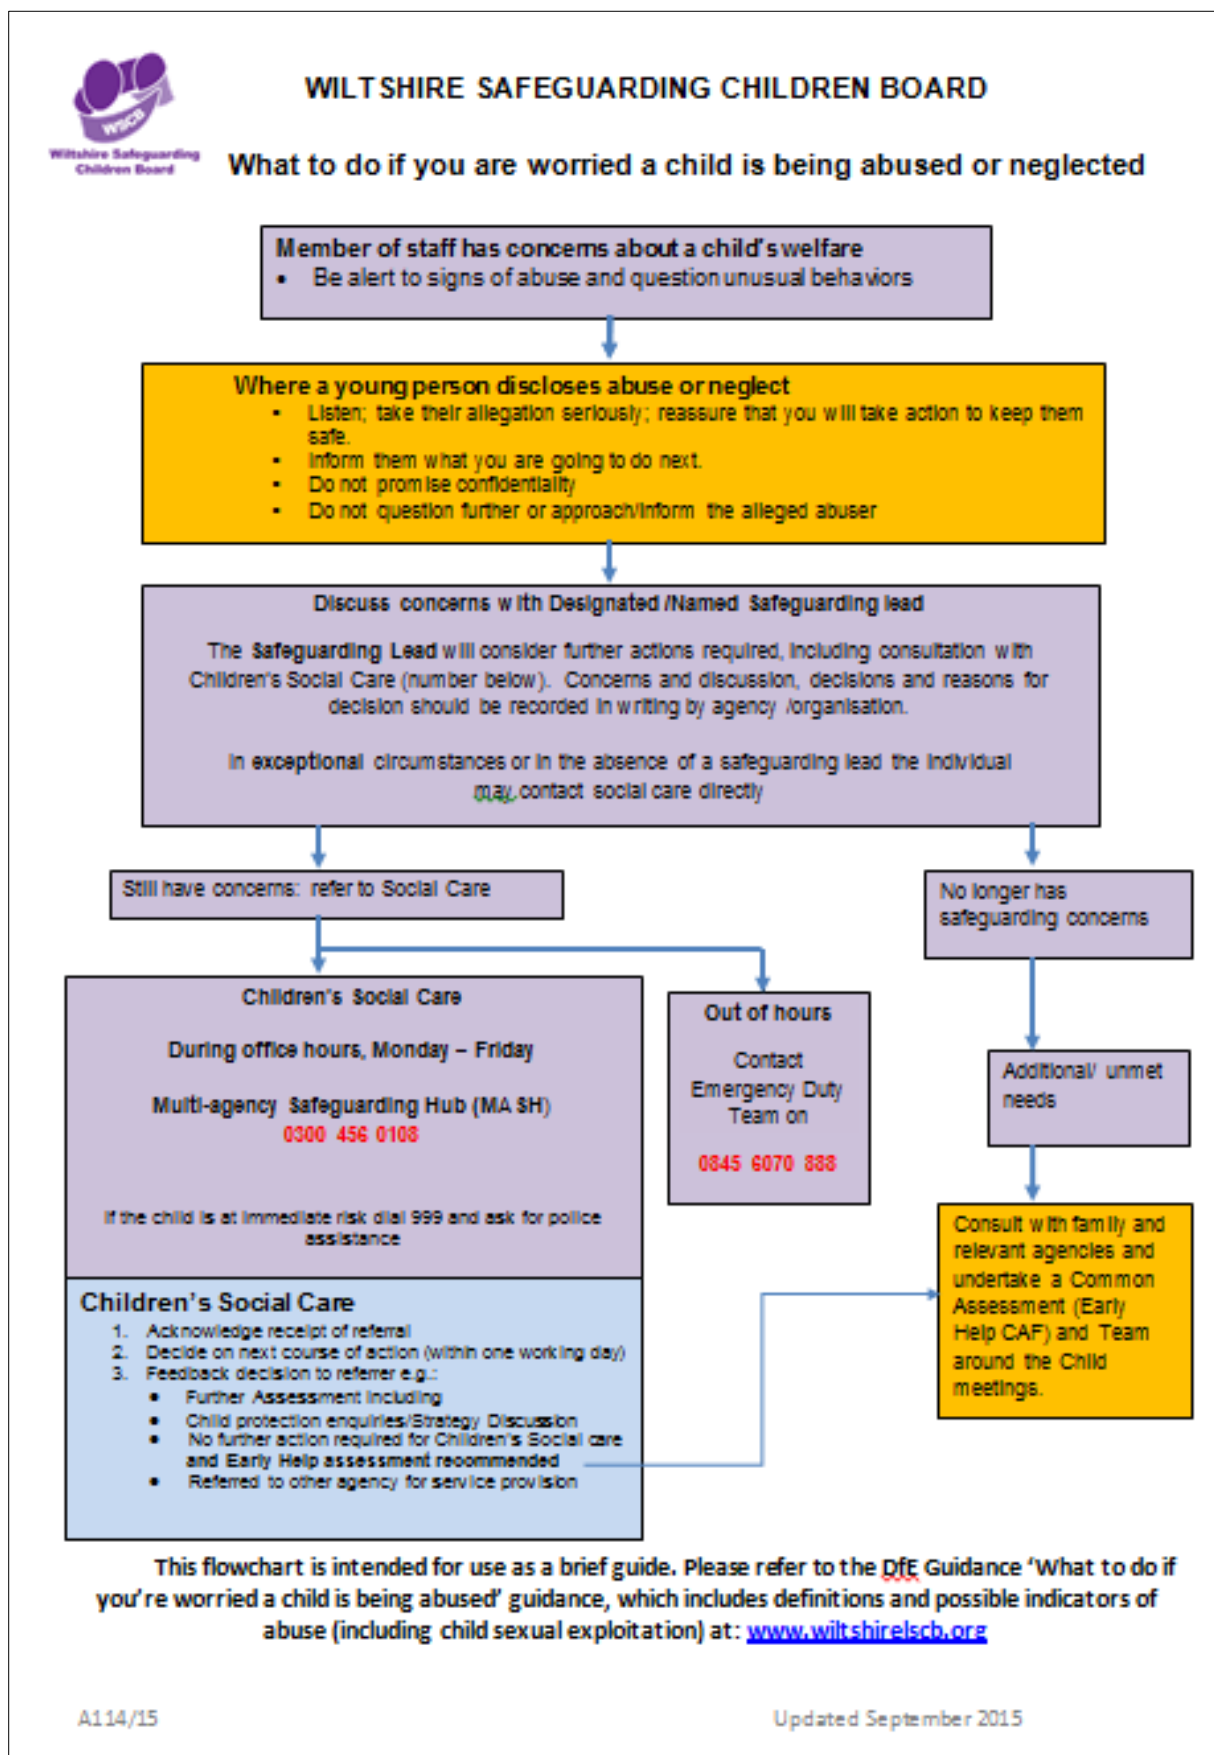 WSCB
Wiltshire Safeguarding
Children Board
WILTSHIRE SAFEGUARDING CHILDREN BOARD
What to do if you are worried a child is being abused or neglected
Member of staff has concerns about a child's welfare
• Be alert to signs of abuse and question unusual behaviors
Where a young person discloses abuse or neglect
▪ Listen; take their allegation seriously; reassure that you will take action to keep them
safe.
▪ Inform them what you are going to do next.
▪ Do not promise confidentiality
▪ Do not question further or approach/inform the alleged abuser
Discuss concerns with Designated /Named Safeguarding lead
The Safeguarding Lead will consider further actions required, including consultation with
Children's Social Care (number below). Concerns and discussion, decisions and reasons for
decision should be recorded in writing by agency /organisation.
In exceptional circumstances or in the absence of a safeguarding lead the individual
may contact social care directly
Still have concerns: refer to Social Care
No longer has
safeguarding concerns
Children's Social Care
During office hours, Monday – Friday
Multi-agency Safeguarding Hub (MASH)
0300 456 0108
If the child is at immediate risk dial 999 and ask for police
assistance
Out of hours
Contact
Emergency Duty
Team on
0845 6070 888
Additional/ unmet
needs
Consult with family and
relevant agencies and
undertake a Common
Assessment (Early
Help CAF) and Team
around the Child
meetings.
Children's Social Care
1. Acknowledge receipt of referral
2. Decide on next course of action (within one working day)
3. Feedback decision to referrer e.g.:
• Further Assessment including
• Child protection enquiries/Strategy Discussion
• No further action required for Children's Social care
and Early Help assessment recommended
• Referred to other agency for service provision
This flowchart is intended for use as a brief guide. Please refer to the DfE Guidance 'What to do if
you're worried a child is being abused' guidance, which includes definitions and possible indicators of
abuse (including child sexual exploitation) at: www.wiltshirelscb.org
A114/15
Updated September 2015